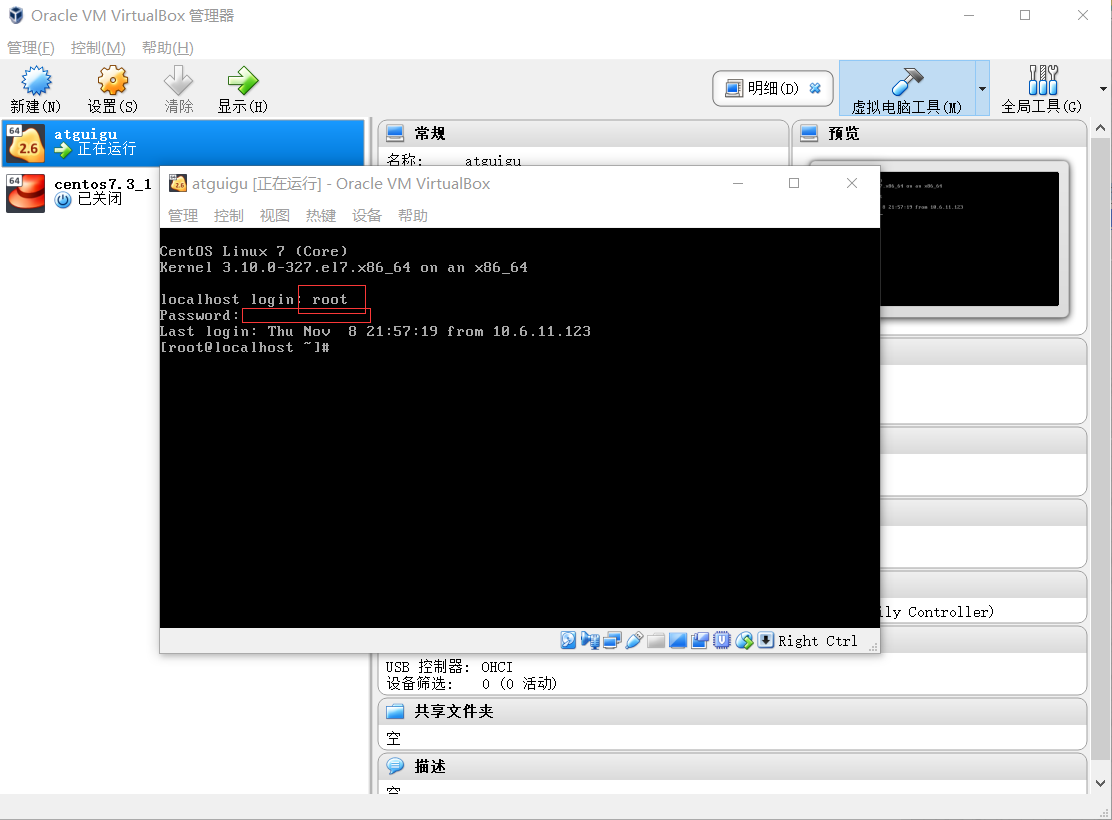 Oracle VM VirtualBox 管理器
管理(F) 控制(M) 帮助(H)
新建(N) 设置(S) 清除 显示(H) 明细(D) 虚拟电脑工具(M) 全局工具(G)
64 2.6 atguigu
正在运行
64 centos7.3_1
已关闭
常规
名称: atguigu
预览
atguigu [正在运行] - Oracle VM VirtualBox
管理 控制 视图 热键 设备 帮助
CentOS Linux 7 (Core)
Kernel 3.10.0-327.el7.x86_64 on an x86_64
localhost login: root
Password:
Last login: Thu Nov  8 21:57:19 from 10.6.11.123
[root@localhost ~]#
7.x86_64 on an x86_64
8 21:57:19 from 10.6.11.123
ily Controller)
Right Ctrl
USB 控制器: OHCI
设备筛选: 0 (0 活动)
共享文件夹
空
描述
空